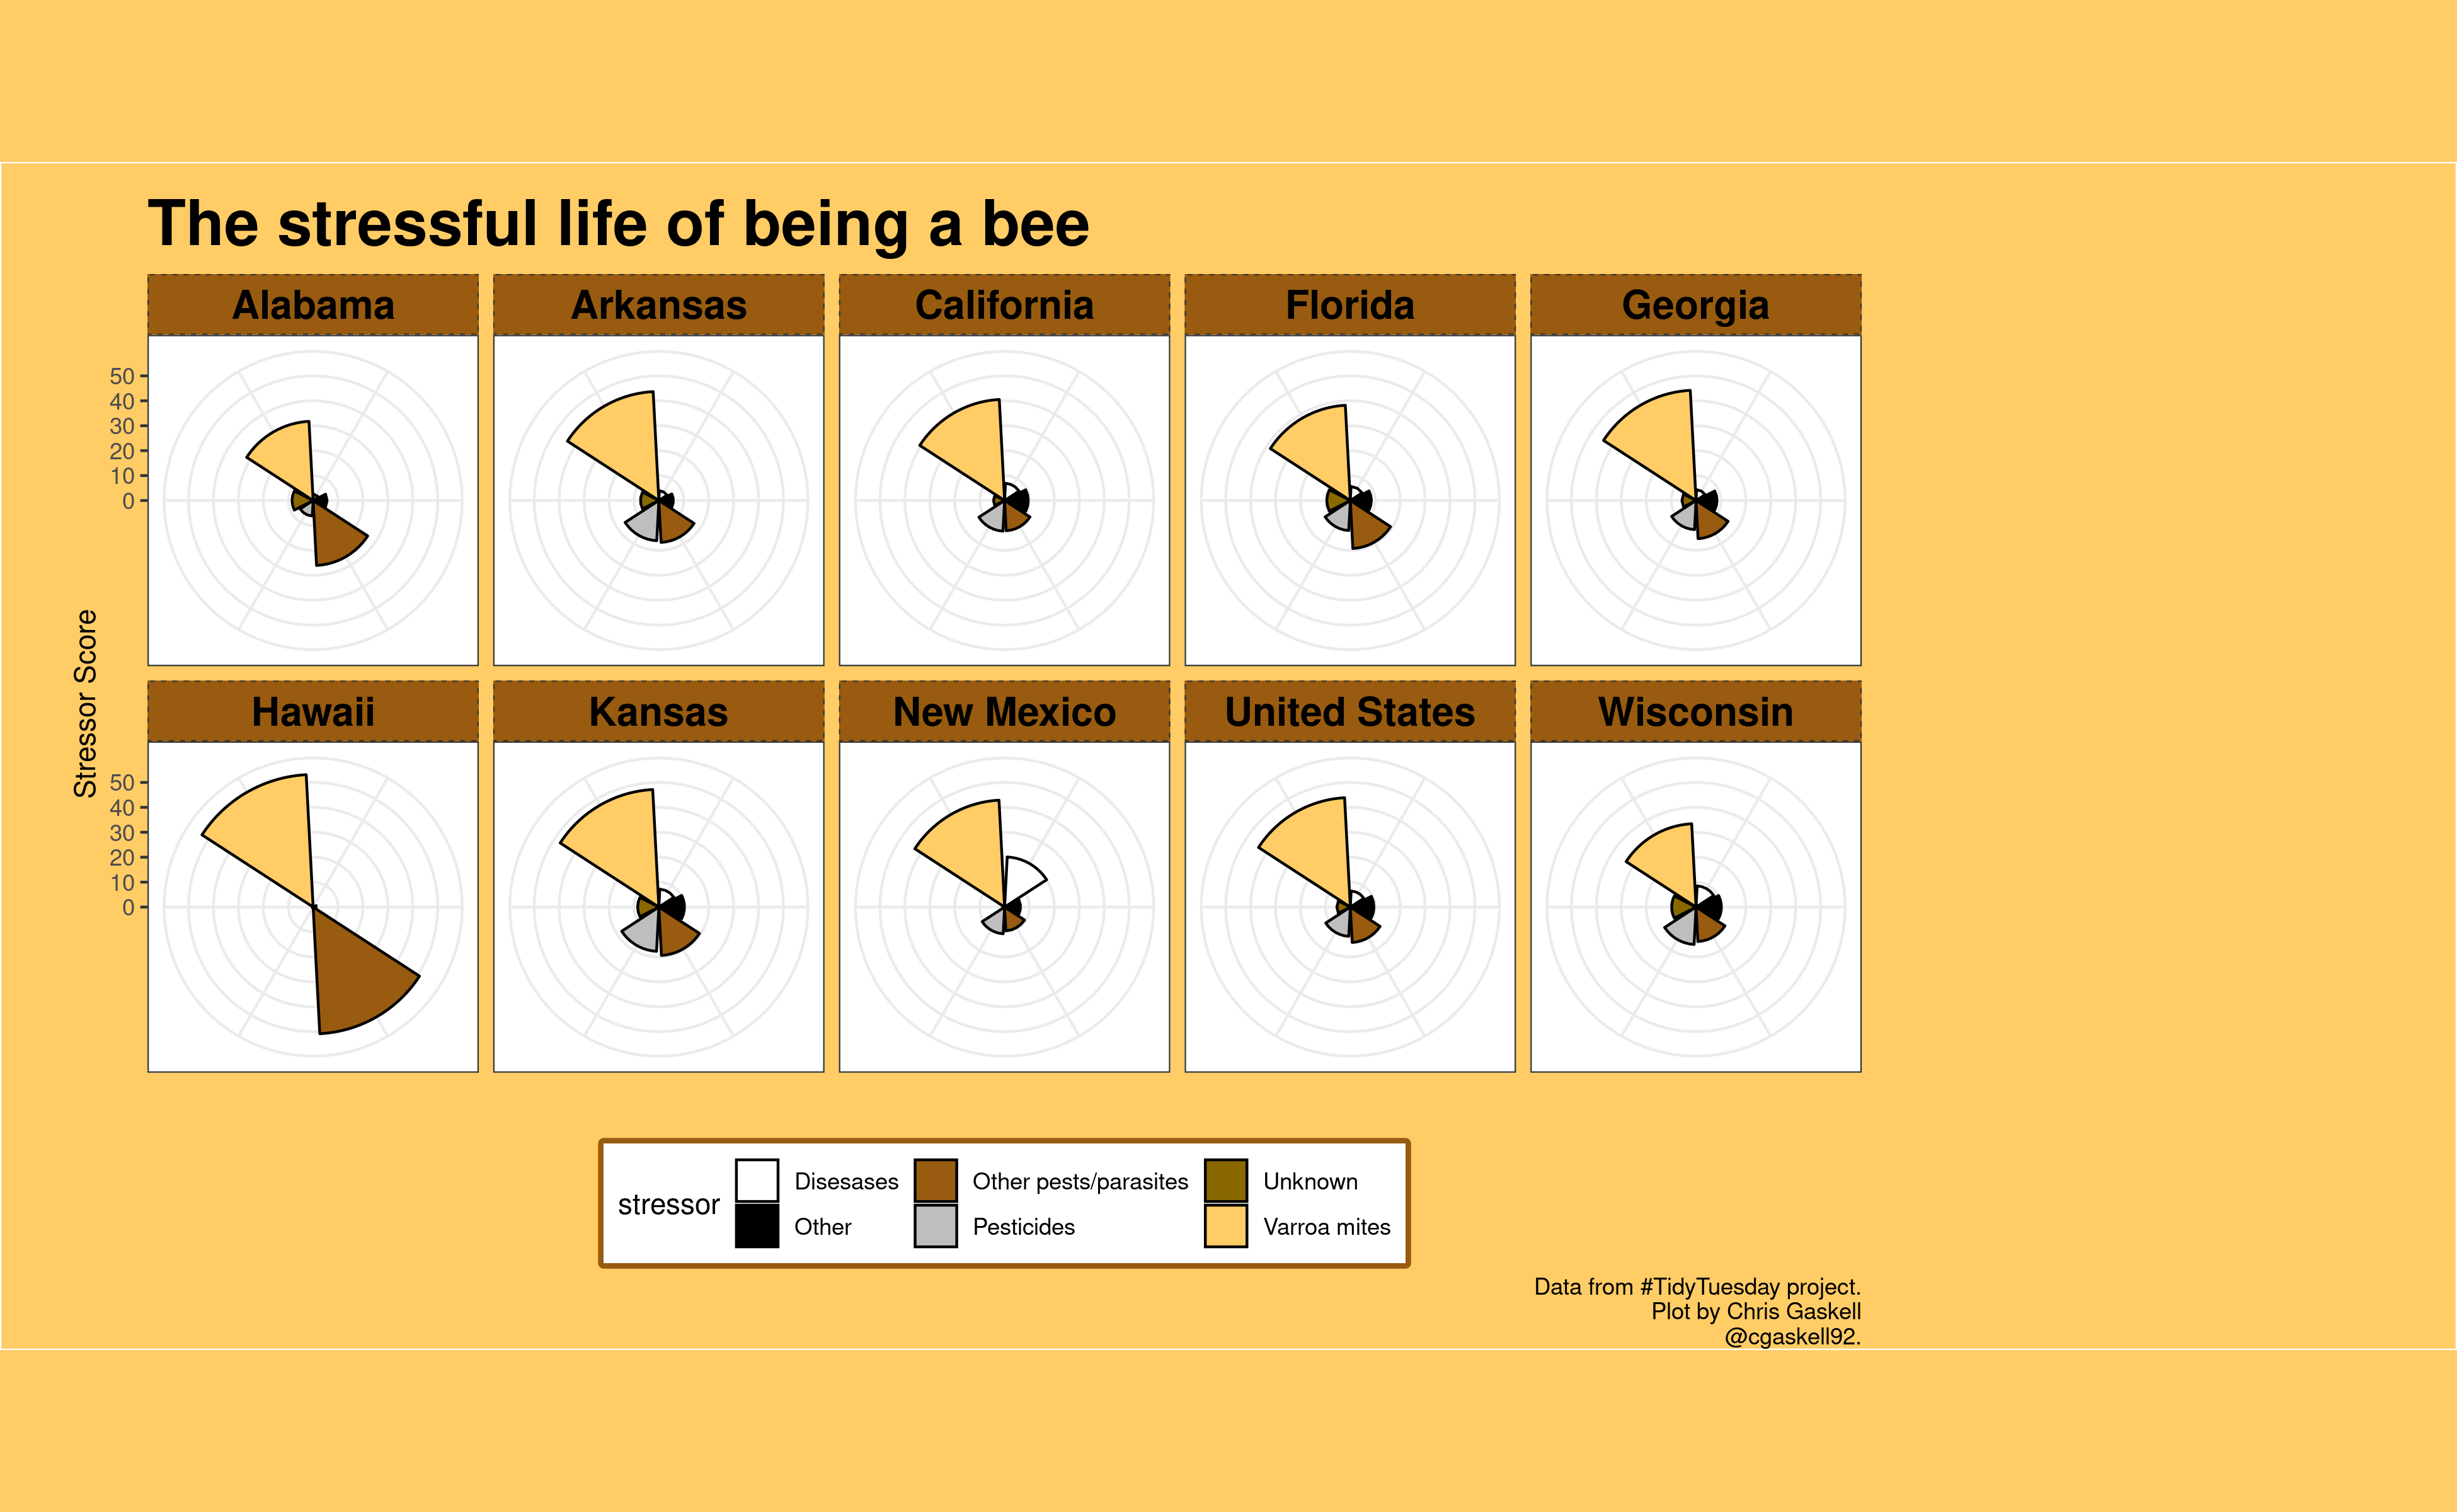 The stressful life of being a bee
Alabama
Arkansas
California
Florida
Georgia
50
40
30
20
10
0
Stressor Score
Hawaii
Kansas
New Mexico
United States
Wisconsin
50
40
30
20
10
0
stressor
Disesases
Other pests/parasites
Unknown
Other
Pesticides
Varroa mites
Data from #TidyTuesday project.
Plot by Chris Gaskell
@cgaskell92.